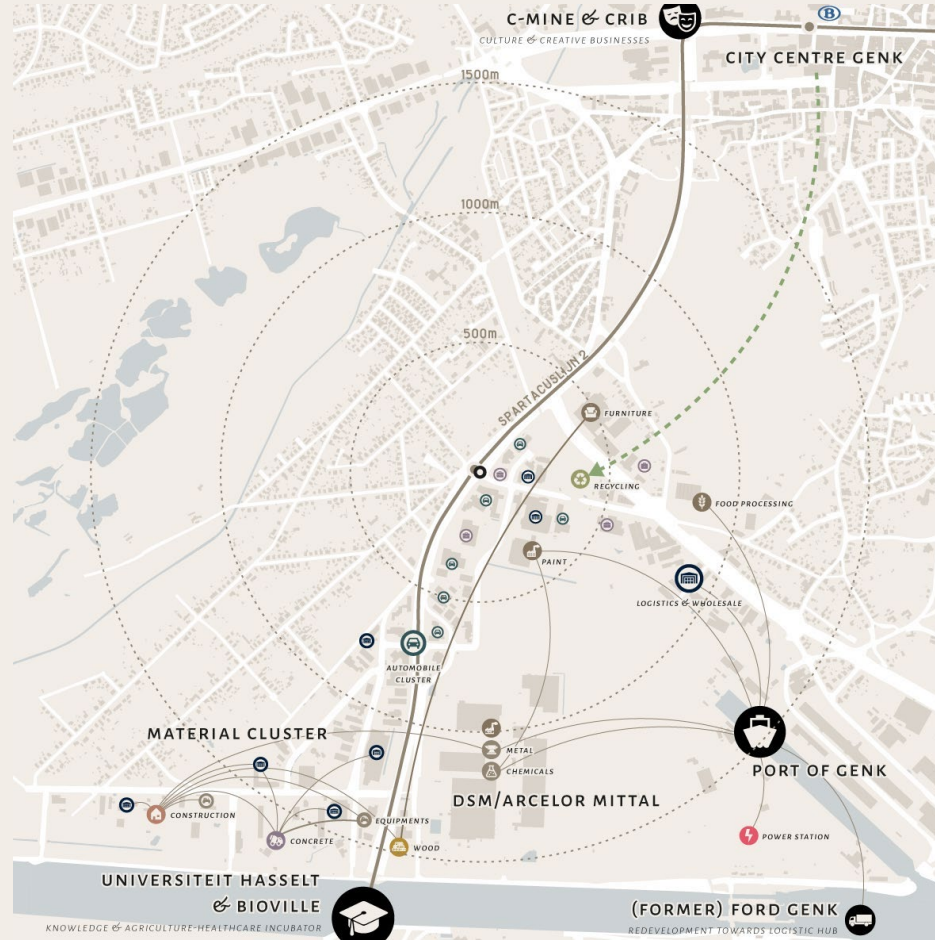 C-MINE & CRIB
CULTURE & CREATIVE BUSINESSES
B
CITY CENTRE GENK
1500m
1000m
500m
SPARTACUSLIJN 2
FURNITURE
RECYCLING
FOOD PROCESSING
PAINT
LOGISTICS & WHOLESALE
AUTOMOBILE
CLUSTER
MATERIAL CLUSTER
METAL
CHEMICALS
PORT OF GENK
DSM/ARCELOR MITTAL
CONSTRUCTION
EQUIPMENTS
CONCRETE
WOOD
POWER STATION
UNIVERSITEIT HASSELT
& BIOVILLE
KNOWLEDGE & AGRICULTURE-HEALTHCARE INCUBATOR
(FORMER) FORD GENK
REDEVELOPMENT TOWARDS LOGISTIC HUB